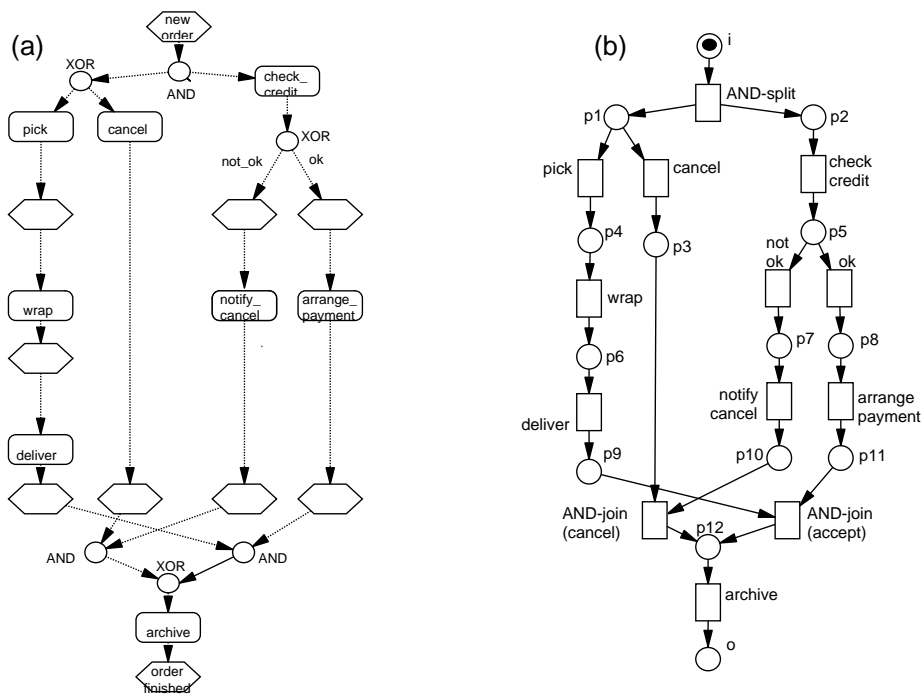 (a)
new
order
XOR
AND
check_
credit
pick
cancel
XOR
not_ok
ok
wrap
notify_
cancel
arrange_
payment
deliver
AND
XOR
AND
archive
order
finished
(b)
i
AND-split
p1
p2
pick
cancel
check
credit
p4
p3
p5
not
ok
ok
wrap
p7
p8
p6
notify
cancel
arrange
payment
deliver
p9
p10
p11
AND-join
(cancel)
p12
AND-join
(accept)
archive
o